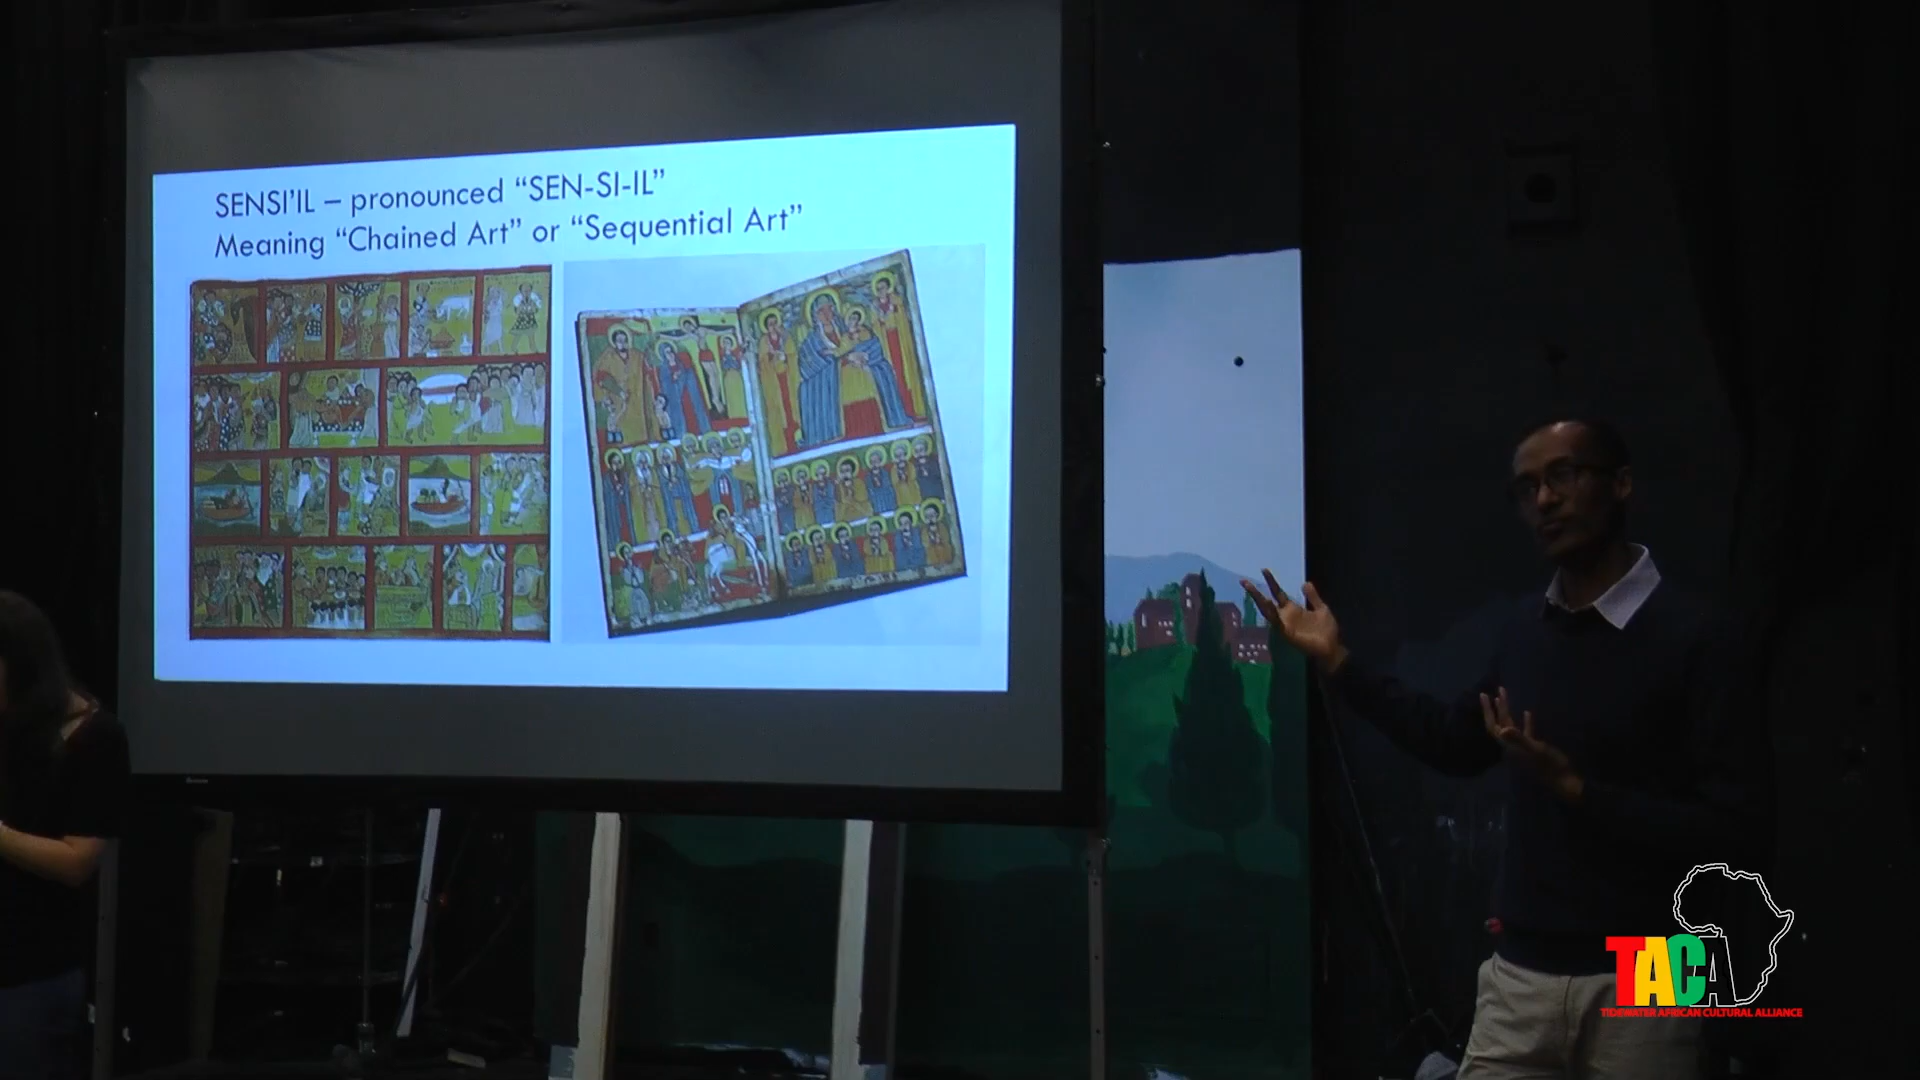 SENSI’IL – pronounced “SEN-SI-IL”
Meaning “Chained Art” or “Sequential Art”
TACA
TIDEWATER AFRICAN CULTURAL ALLIANCE